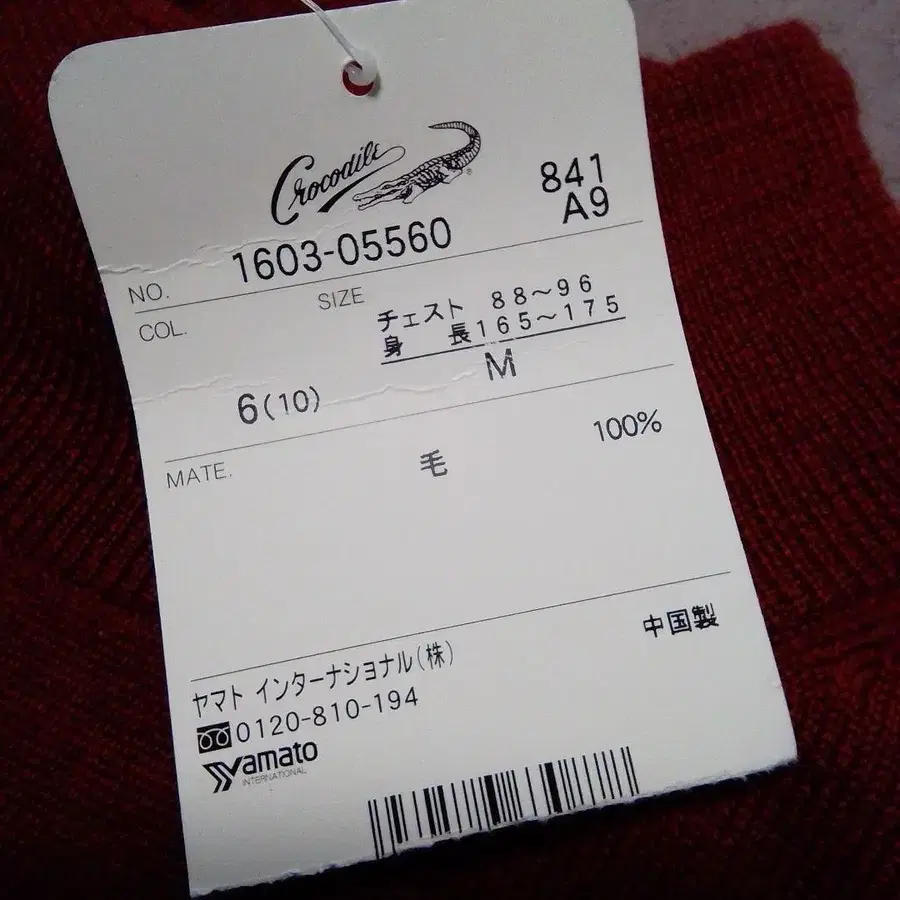 Crocodile ®
841
A9
NO. 1603-05560
COL.
SIZE
チェスト 88~96
身 長165~175
6(10)
M
MATE.
毛 100%
中国製
ヤマト インターナショナル(株)
0120-810-194
Yamato
INTERNATIONAL